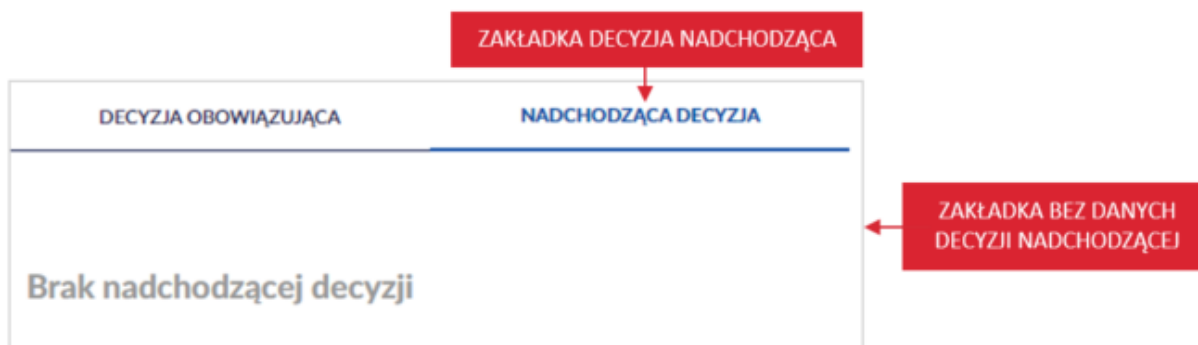 ZAKŁADKA DECYZJA NADCHODZĄCA
DECYZJA OBOWIĄZUJĄCA
NADCHODZĄCA DECYZJA
ZAKŁADKA BEZ DANYCH
DECYZJI NADCHODZĄCEJ
Brak nadchodzącej decyzji